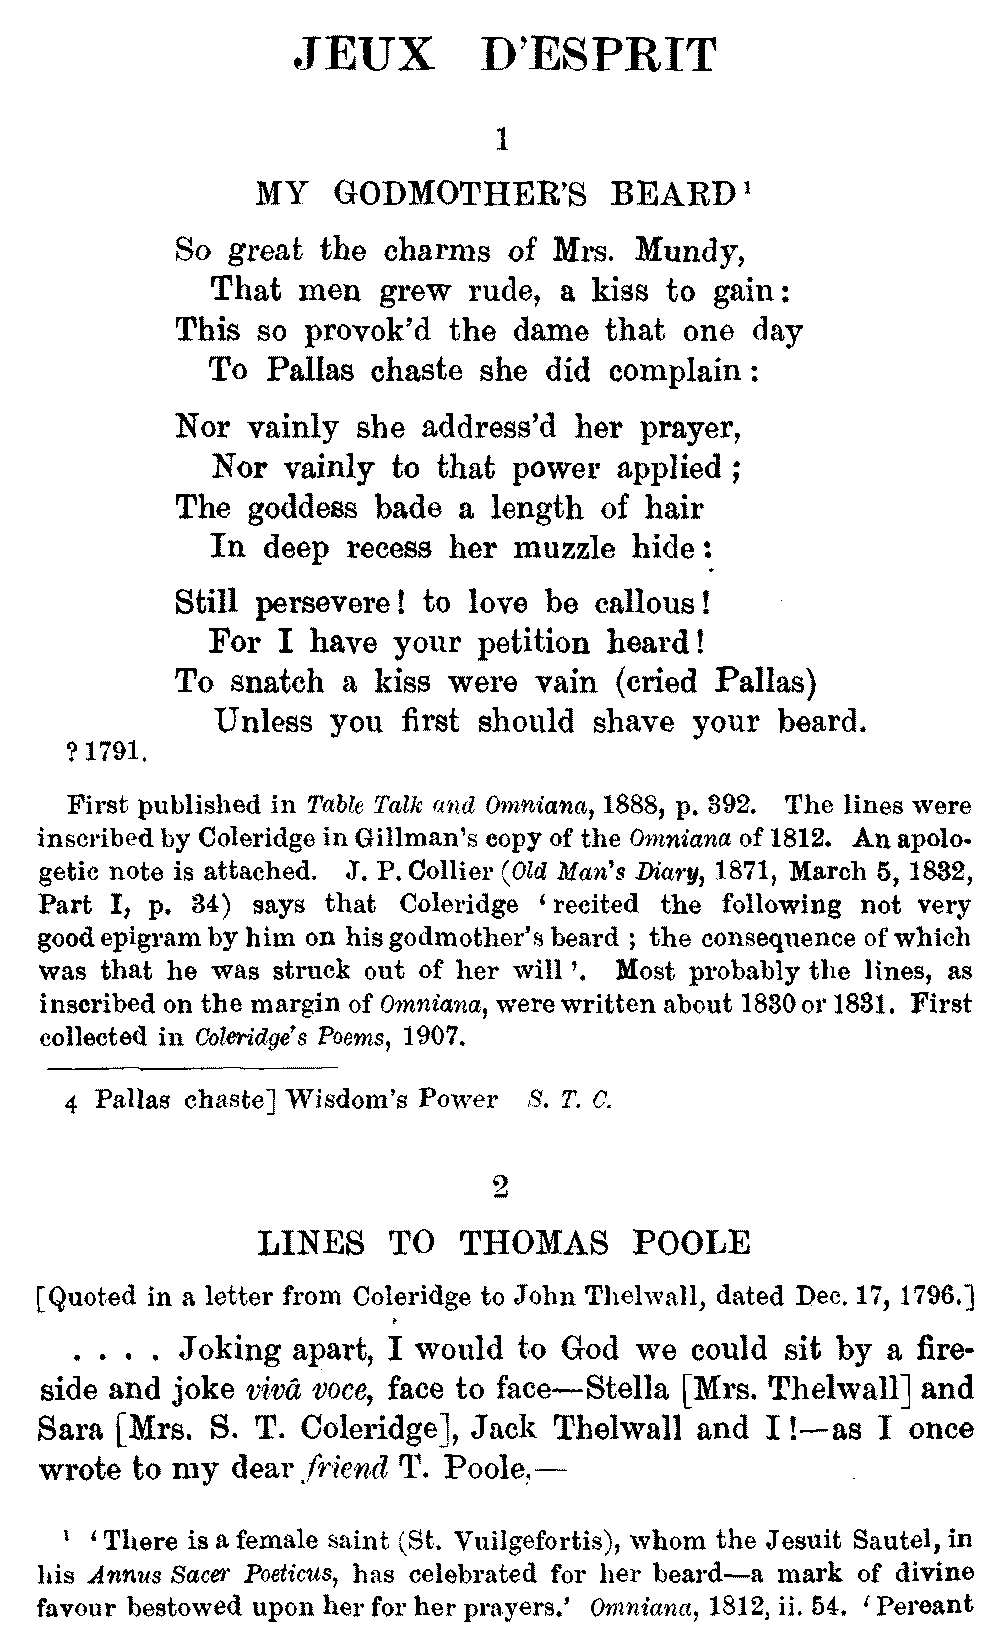 JEUX D'ESPRIT
1
MY GODMOTHER'S BEARD¹
So great the charms of Mrs. Mundy,
That men grew rude, a kiss to gain:
This so provok'd the dame that one day
To Pallas chaste she did complain:
Nor vainly she address'd her prayer,
Nor vainly to that power applied;
The goddess bade a length of hair
In deep recess her muzzle hide:
Still persevere! to love be callous!
For I have your petition heard!
To snatch a kiss were vain (cried Pallas)
Unless you first should shave your beard.
? 1791.
First published in Table Talk and Omniana, 1888, p. 392. The lines were
inscribed by Coleridge in Gillman's copy of the Omniana of 1812. An apolo-
getic note is attached. J. P. Collier (Old Man's Diary, 1871, March 5, 1832,
Part I, p. 34) says that Coleridge 'recited the following not very
good epigram by him on his godmother's beard; the consequence of which
was that he was struck out of her will'. Most probably the lines, as
inscribed on the margin of Omniana, were written about 1830 or 1831. First
collected in Coleridge's Poems, 1907.
4 Pallas chaste] Wisdom's Power S. T. C.
2
LINES TO THOMAS POOLE
[Quoted in a letter from Coleridge to John Thelwall, dated Dec. 17, 1796.]
. . . . Joking apart, I would to God we could sit by a fire-
side and joke vivâ voce, face to face—Stella [Mrs. Thelwall] and
Sara [Mrs. S. T. Coleridge], Jack Thelwall and I!—as I once
wrote to my dear friend T. Poole,—
¹ 'There is a female saint (St. Vuilgefortis), whom the Jesuit Sautel, in
his Annus Sacer Poeticus, has celebrated for her beard—a mark of divine
favour bestowed upon her for her prayers.' Omniana, 1812, ii. 54. 'Pereant